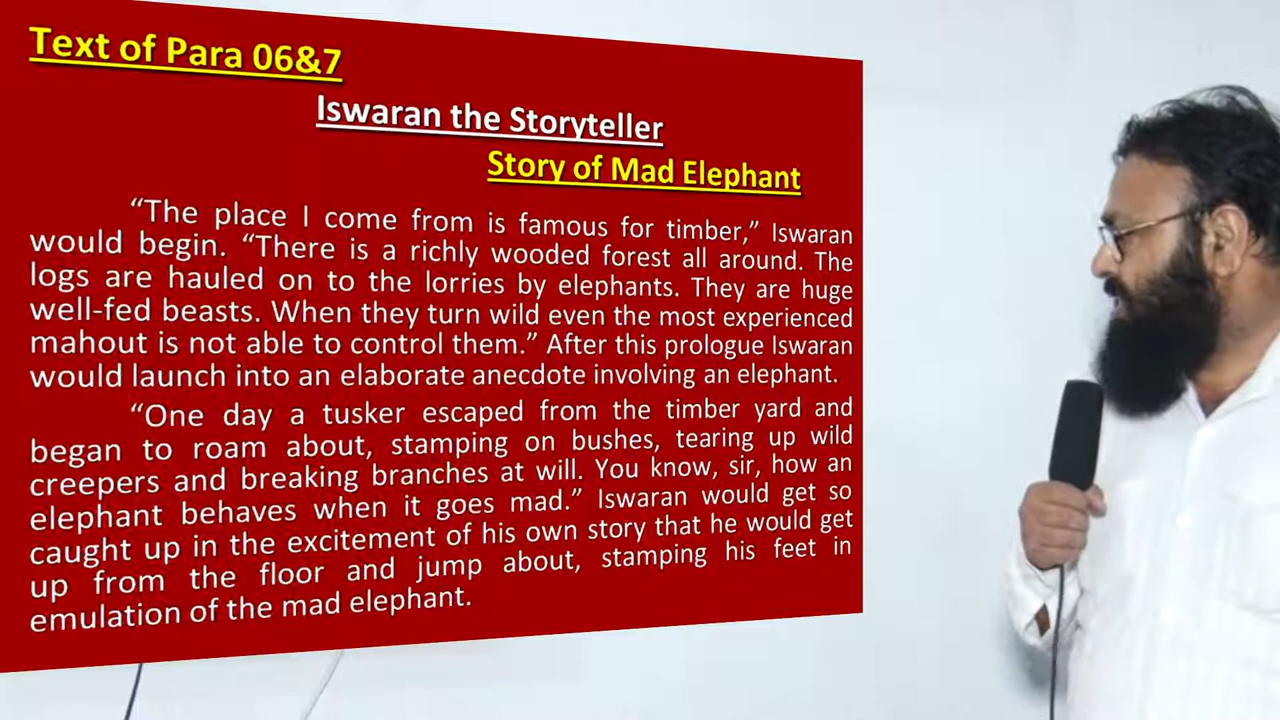 Text of Para 06&7
Iswaran the Storyteller
Story of Mad Elephant
“The place I come from is famous for timber,” Iswaran
would begin. “There is a richly wooded forest all around. The
logs are hauled on to the lorries by elephants. They are huge
well-fed beasts. When they turn wild even the most experienced
mahout is not able to control them.” After this prologue Iswaran
would launch into an elaborate anecdote involving an elephant.
“One day a tusker escaped from the timber yard and
began to roam about, stamping on bushes, tearing up wild
creepers and breaking branches at will. You know, sir, how an
elephant behaves when it goes mad.” Iswaran would get so
caught up in the excitement of his own story that he would get
up from the floor and jump about, stamping his feet in
emulation of the mad elephant.